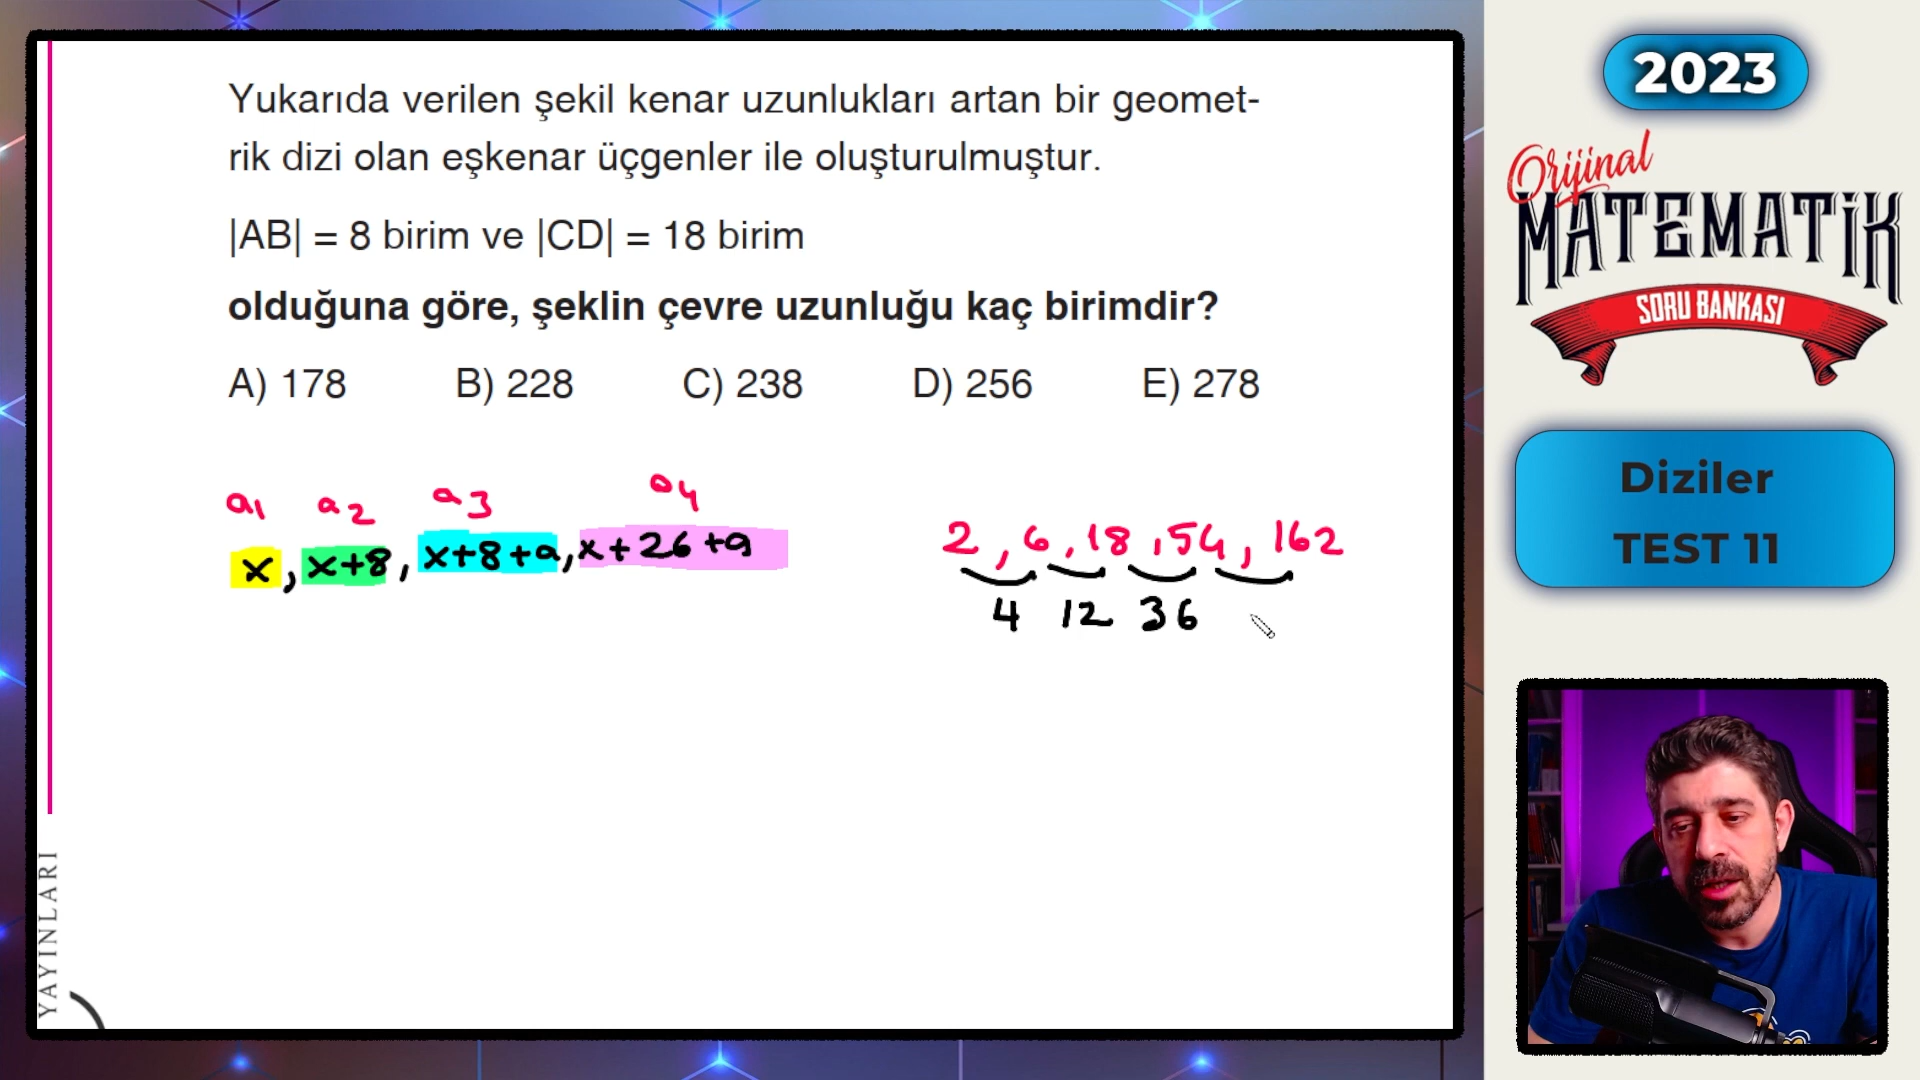 Yukarıda verilen şekil kenar uzunlukları artan bir geomet-
rik dizi olan eşkenar üçgenler ile oluşturulmuştur.
|AB| = 8 birim ve |CD| = 18 birim
olduğuna göre, şeklin çevre uzunluğu kaç birimdir?
A) 178 B) 228 C) 238 D) 256 E) 278
a1 a2 a3 a4
x, x+8, x+8+a, x+26+a
2, 6, 18, 54, 162
4 12 36
YAYINLARI
2023
Orijinal
MATEMATİK
SORU BANKASI
Diziler
TEST 11